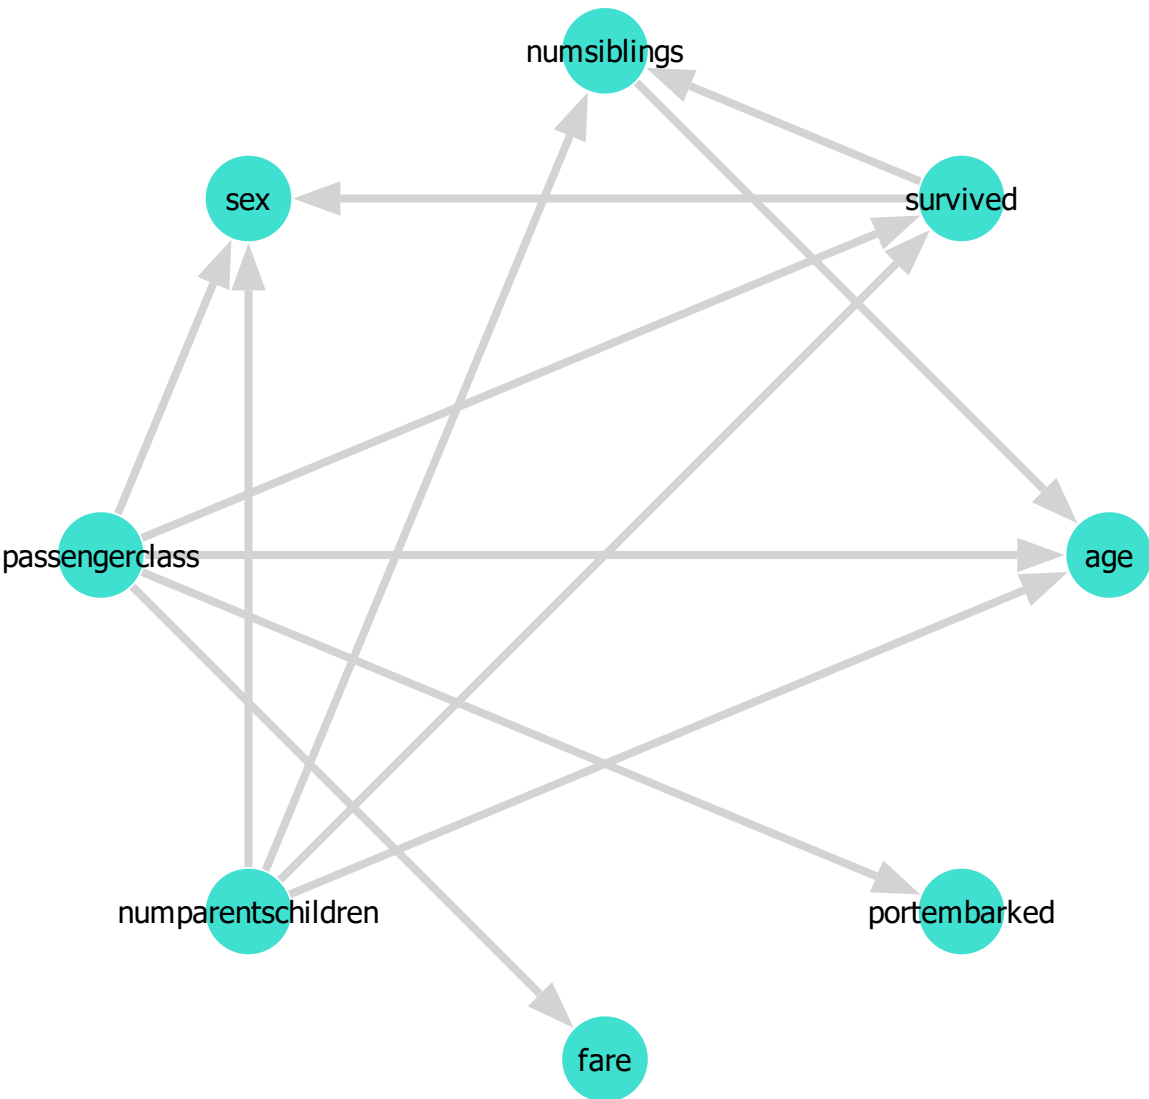 numsiblings
sex
survived
passengerclass
age
numparentschildren
portembarked
fare